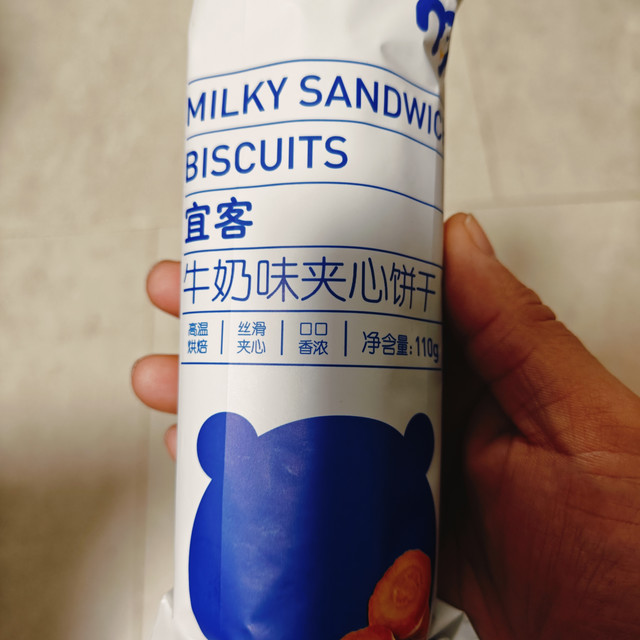 MILKY SANDWIC
BISCUITS
宜客
牛奶味夹心饼干
高温 丝滑 口口 净含量:110g
烘焙 夹心 香浓